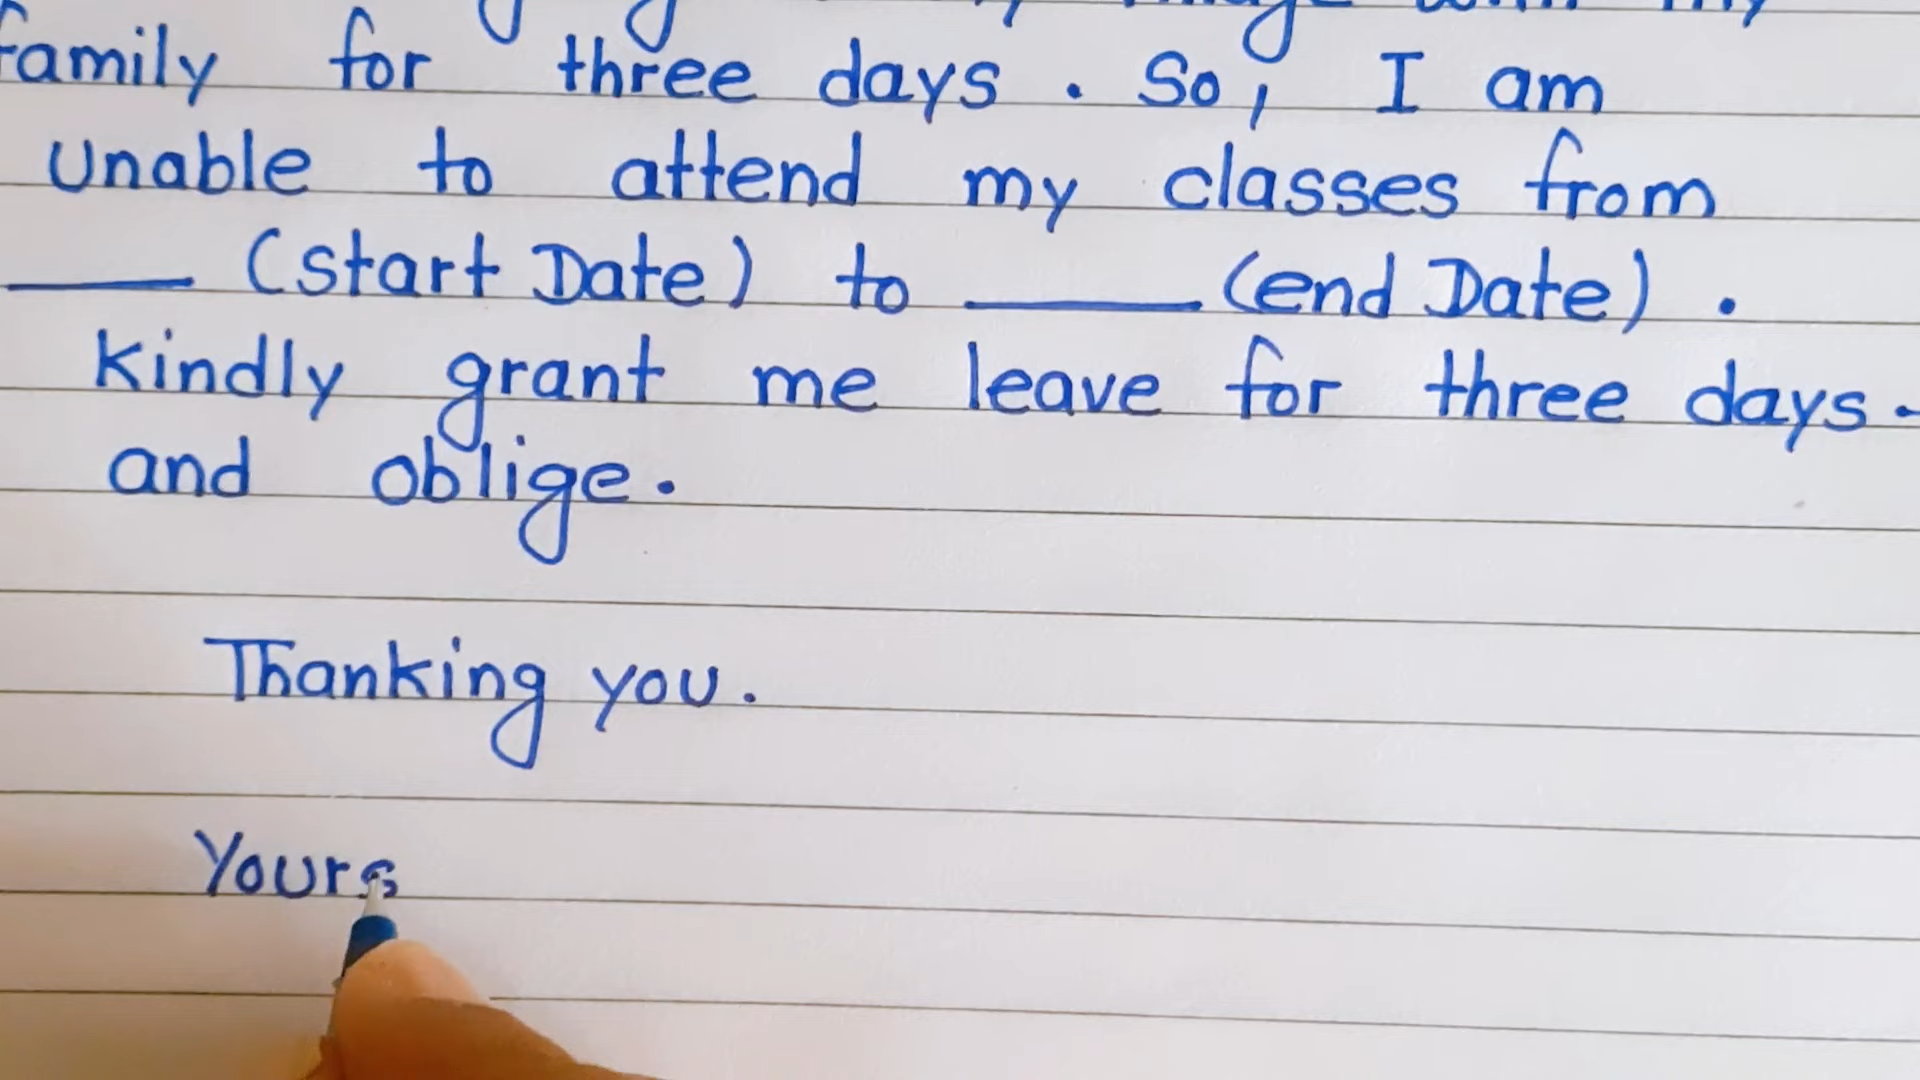 family for three days. So, I am
unable to attend my classes from
____ (start Date) to ____ (end Date).
kindly grant me leave for three days.
and oblige.
Thanking you.
Yours